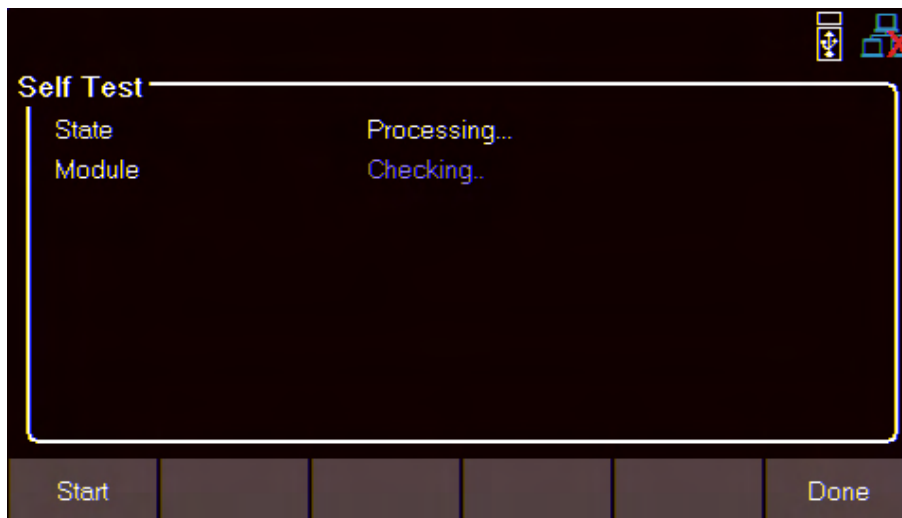 Self Test
State Processing...
Module Checking..
Start Done